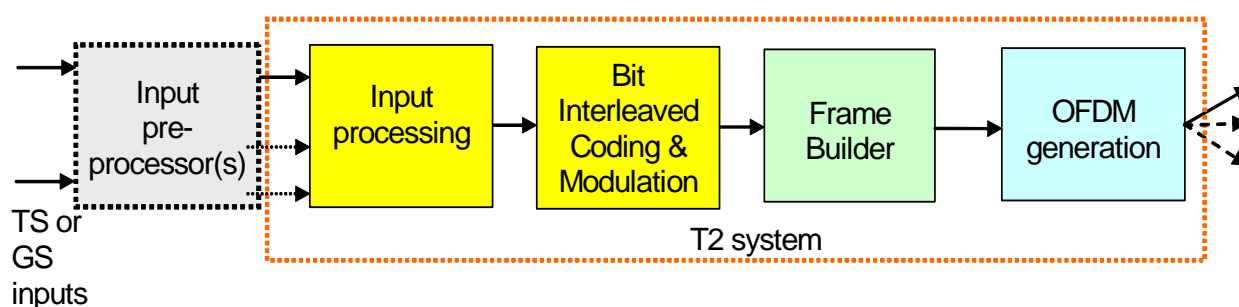 Input
pre-
processor(s)
TS or
GS
inputs
Input
processing
Bit
Interleaved
Coding &
Modulation
Frame
Builder
OFDM
generation
T2 system